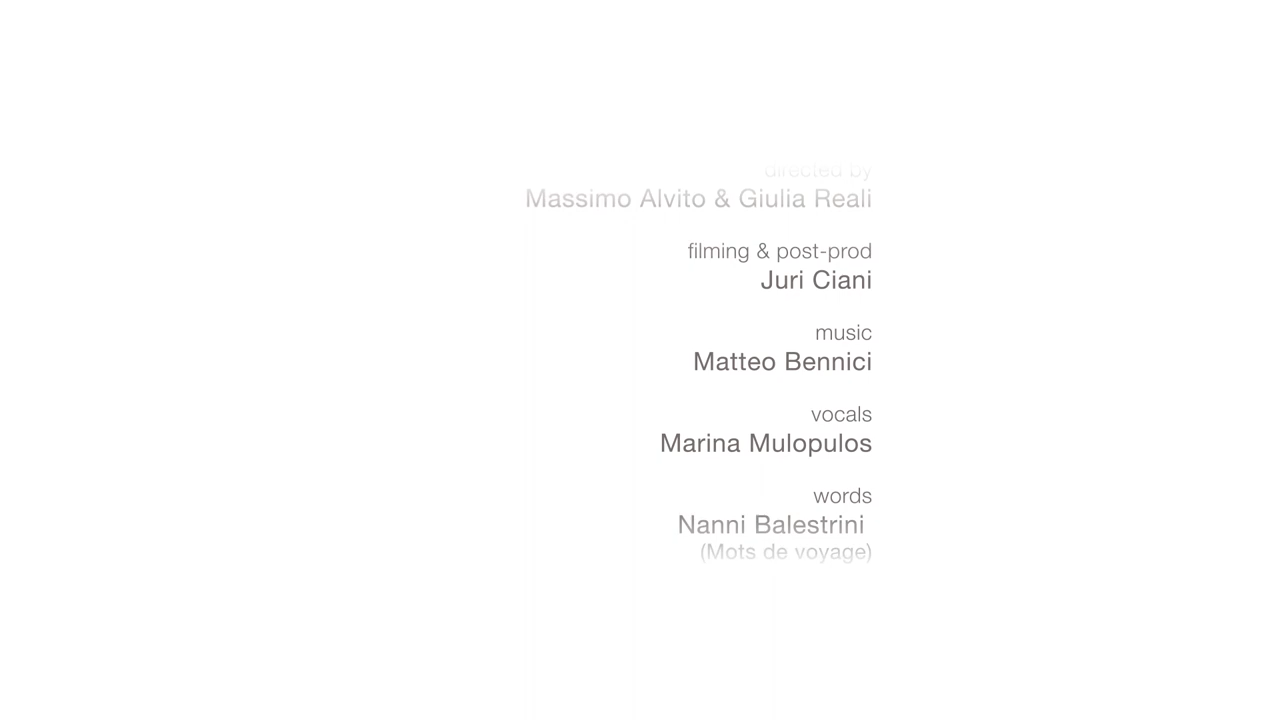 directed by
Massimo Alvito & Giulia Reali
filming & post-prod
Juri Ciani
music
Matteo Bennici
vocals
Marina Mulopulos
words
Nanni Balestrini
(Mots de voyage)